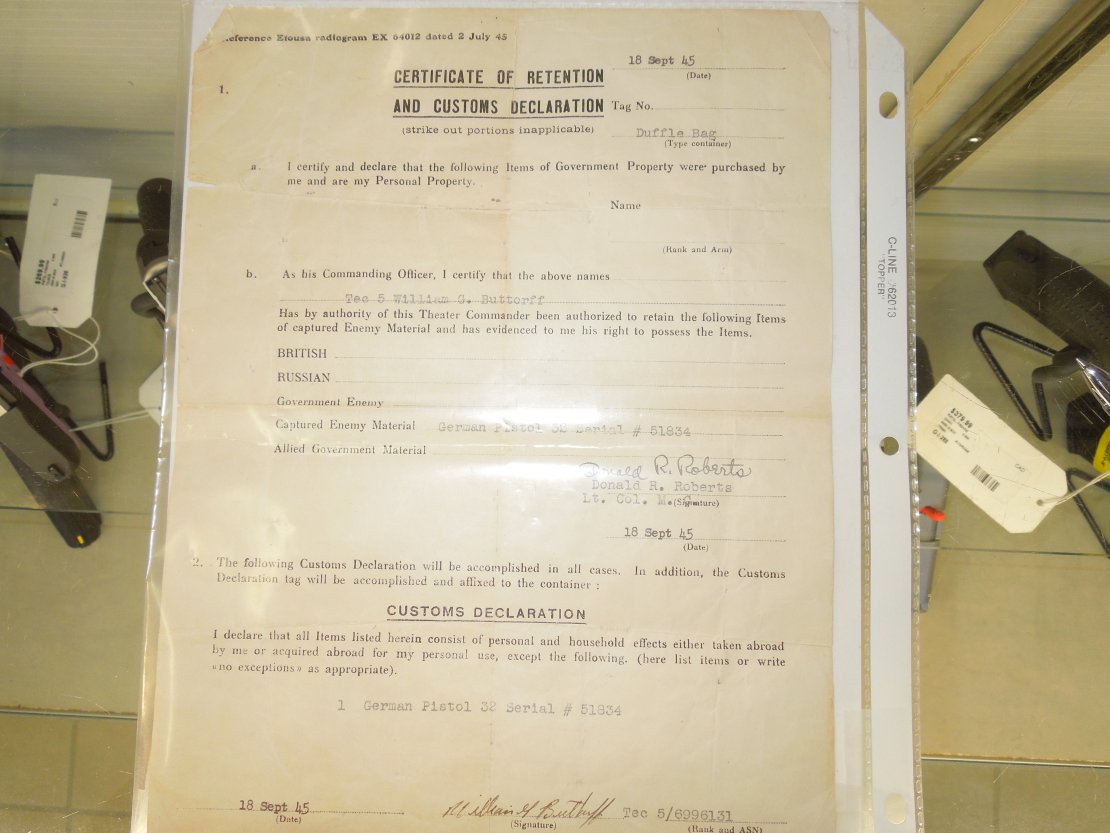 Reference Etousa radiogram EX 64012 dated 2 July 45
18 Sept 45
(Date)
1.
CERTIFICATE OF RETENTION
AND CUSTOMS DECLARATION
Tag No.
(strike out portions inapplicable)
Duffle Bag
(Type container)
a. I certify and declare that the following Items of Government Property were purchased by
me and are my Personal Property.
Name
(Rank and Arm)
b. As his Commanding Officer, I certify that the above names
Tec 5 William G. Buttorff
Has by authority of this Theater Commander been authorized to retain the following Items
of captured Enemy Material and has evidenced to me his right to possess the Items.
BRITISH
RUSSIAN
Government Enemy
Captured Enemy Material German Pistol 32 Serial # 51834
Allied Government Material
Donald R. Roberts
Donald R. Roberts
Lt. Col. M.C.
(Signature)
18 Sept 45
(Date)
2. The following Customs Declaration will be accomplished in all cases. In addition, the Customs
Declaration tag will be accomplished and affixed to the container :
CUSTOMS DECLARATION
I declare that all Items listed herein consist of personal and household effects either taken abroad
by me or acquired abroad for my personal use, except the following. (here list items or write
«no exceptions» as appropriate).
1 German Pistol 32 Serial # 51834
18 Sept 45
(Date)
William G Buttorff
(Signature)
Tec 5/6996131
(Rank and ASN)
C-LINE 62013
"TOPPER"
$269.99
$279.99